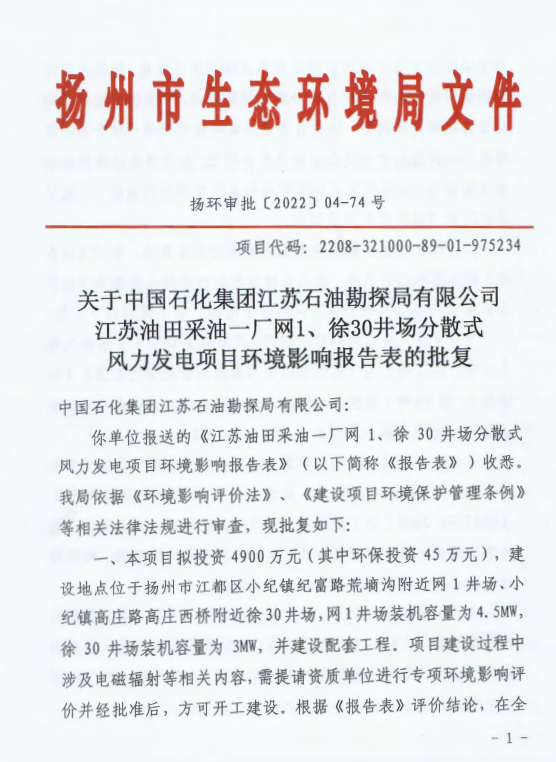 扬州市生态环境局文件
扬环审批〔2022〕04-74号
项目代码：2208-321000-89-01-975234
关于中国石化集团江苏石油勘探局有限公司
江苏油田采油一厂网1、徐30井场分散式
风力发电项目环境影响报告表的批复
中国石化集团江苏石油勘探局有限公司：
你单位报送的《江苏油田采油一厂网 1、徐 30 井场分散式
风力发电项目环境影响报告表》（以下简称《报告表》）收悉。
我局依据《环境影响评价法》、《建设项目环境保护管理条例》
等相关法律法规进行审查，现批复如下：
一、本项目拟投资 4900 万元（其中环保投资 45 万元），建
设地点位于扬州市江都区小纪镇纪富路荒墒沟附近网 1 井场、小
纪镇高庄路高庄西桥附近徐30井场，网1井场装机容量为 4.5MW，
徐 30 井场装机容量为 3MW，并建设配套工程。项目建设过程中
涉及电磁辐射等相关内容，需提请资质单位进行专项环境影响评
价并经批准后，方可开工建设。根据《报告表》评价结论，在全
- 1 -